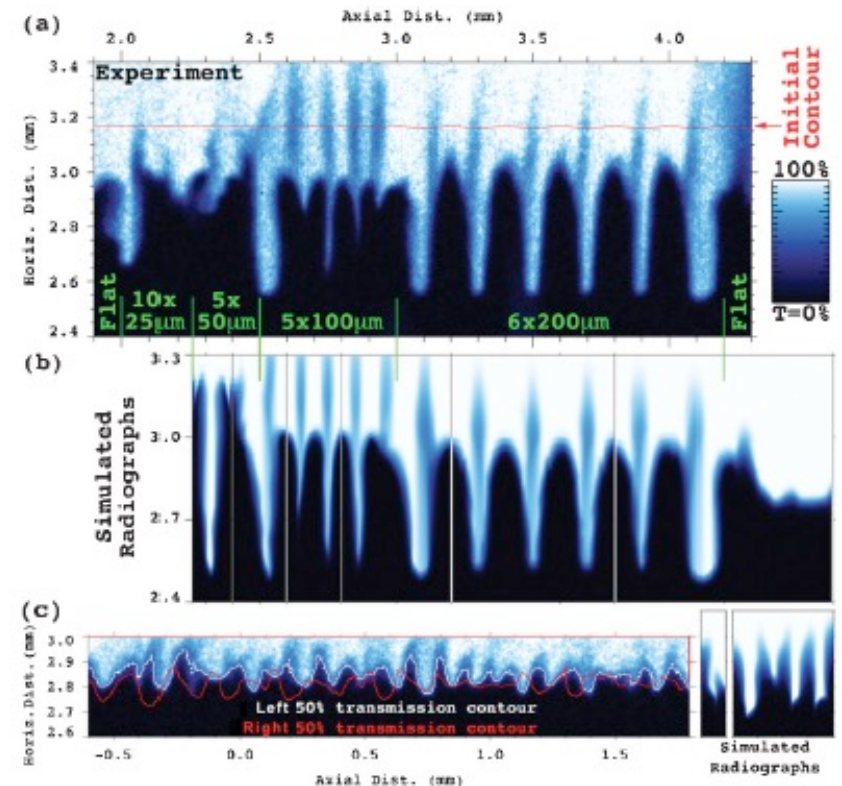 (a)
Axial Dist. (mm)
2.0 2.5 3.0 3.5 4.0
Experiment
Horiz. Dist. (mm)
3.4
3.2
3.0
2.8
2.6
2.4
Initial
Contour
100%
T=0%
Flat
10x
25µm
5x
50µm
5x100µm
6x200µm
Flat
(b)
Simulated
Radiographs
3.3
3.0
2.7
2.4
(c)
Horiz.Dist.(mm)
3.0
2.9
2.8
2.7
2.6
Left 50% transmission contour
Right 50% transmission contour
-0.5 0.0 0.5 1.0 1.5
Axial Dist. (mm)
Simulated
Radiographs